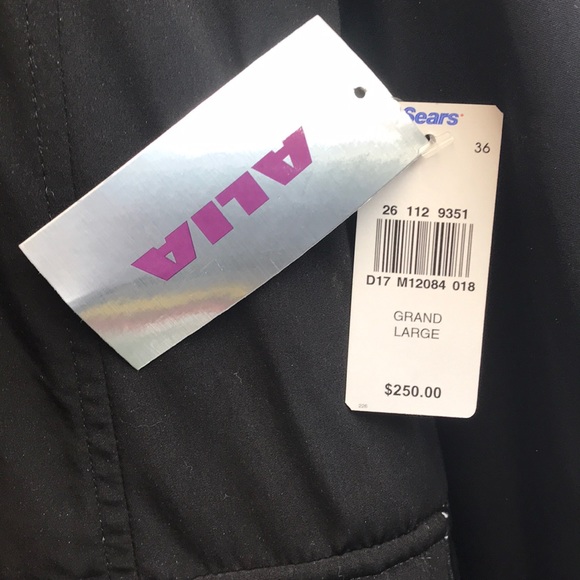 ALIA
Sears
36
26 112 9351
D17 M12084 018
GRAND
LARGE
$250.00